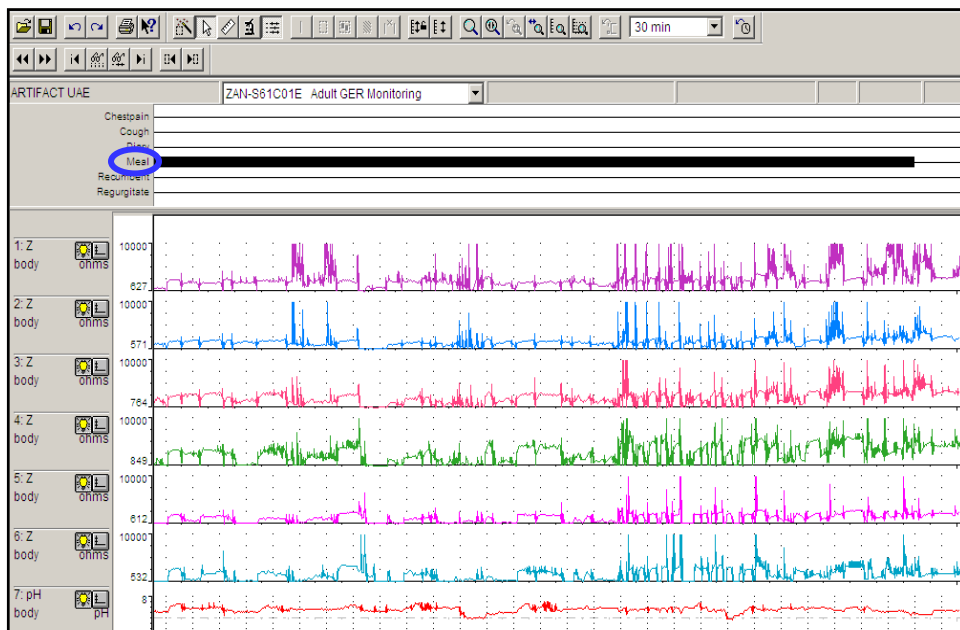 30 min
ARTIFACT UAE
ZAN-S61C01E Adult GER Monitoring
Chestpain
Cough
Meal
Recumbent
Regurgitate
1: Z
body
ohms
10000
627
2: Z
body
ohms
10000
571
3: Z
body
ohms
10000
764
4: Z
body
ohms
10000
849
5: Z
body
ohms
10000
612
6: Z
body
ohms
10000
532
7: pH
body
pH
8